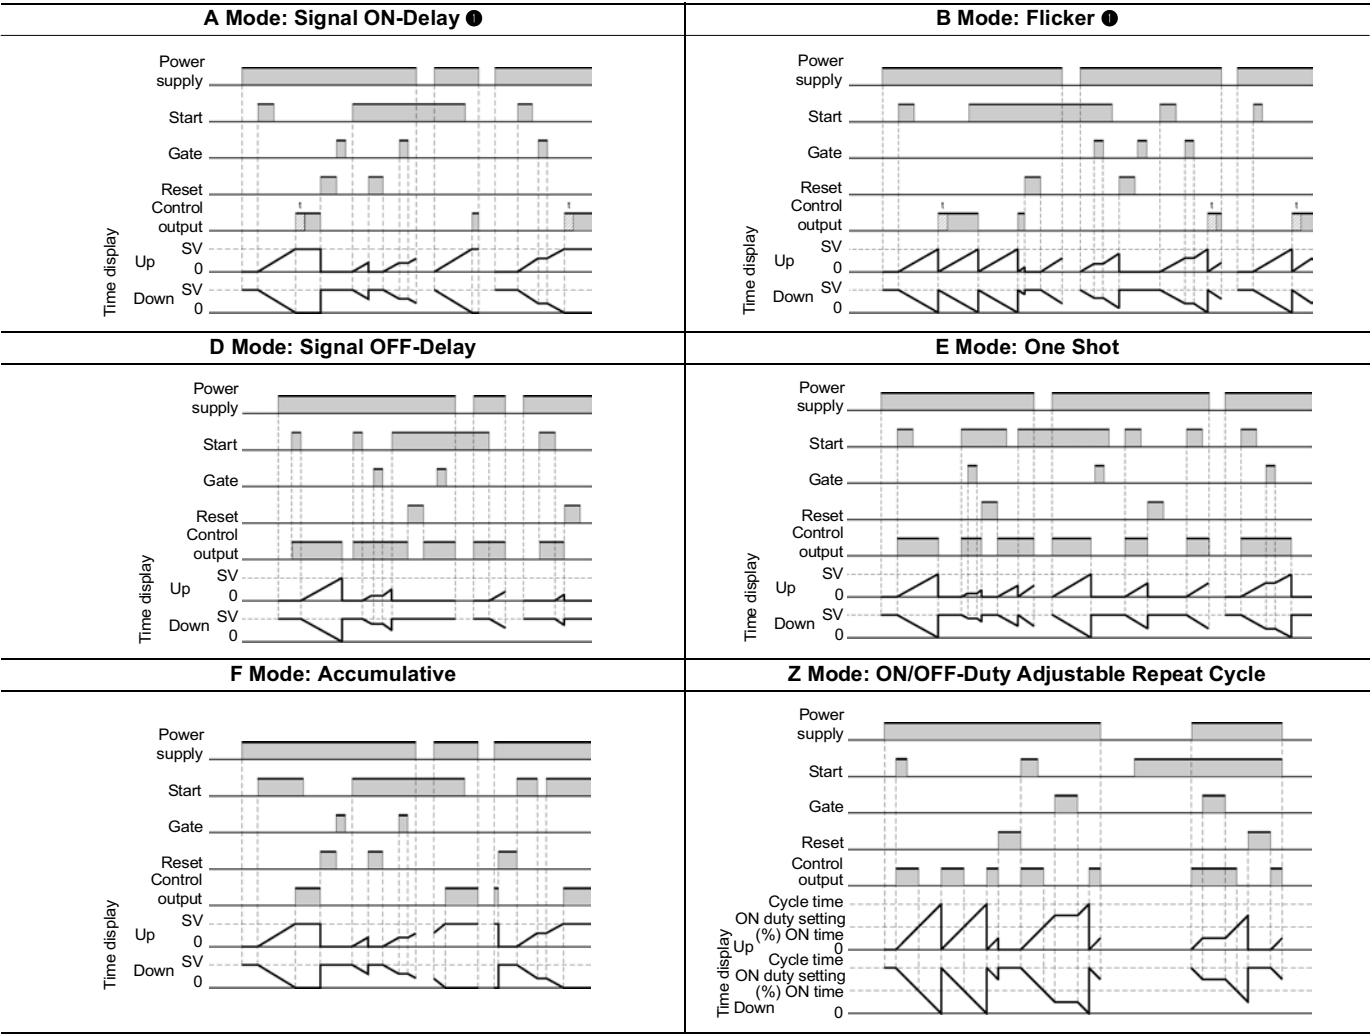 A Mode: Signal ON-Delay ❶
Power
supply
Start
Gate
Reset
Control
output
t
t
Time display
Up
SV
0
Down
SV
0
B Mode: Flicker ❶
Power
supply
Start
Gate
Reset
Control
output
t
t
t
Time display
Up
SV
0
Down
SV
0
D Mode: Signal OFF-Delay
Power
supply
Start
Gate
Reset
Control
output
Time display
Up
SV
0
Down
SV
0
E Mode: One Shot
Power
supply
Start
Gate
Reset
Control
output
Time display
Up
SV
0
Down
SV
0
F Mode: Accumulative
Power
supply
Start
Gate
Reset
Control
output
Time display
Up
SV
0
Down
SV
0
Z Mode: ON/OFF-Duty Adjustable Repeat Cycle
Power
supply
Start
Gate
Reset
Control
output
Time display
Cycle time
ON duty setting
(%) ON time
Up
0
Cycle time
ON duty setting
(%) ON time
Down
0